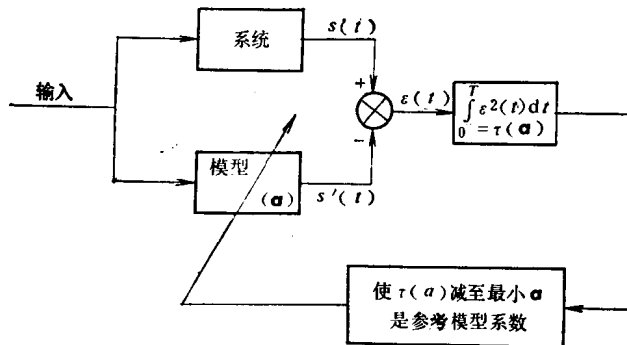 系统
s(t)
输入
+
ε(t)
T
∫ε²(t)dt
0 =τ(a)
−
模型
(a)
s′(t)
使τ(a)减至最小a
是参考模型系数